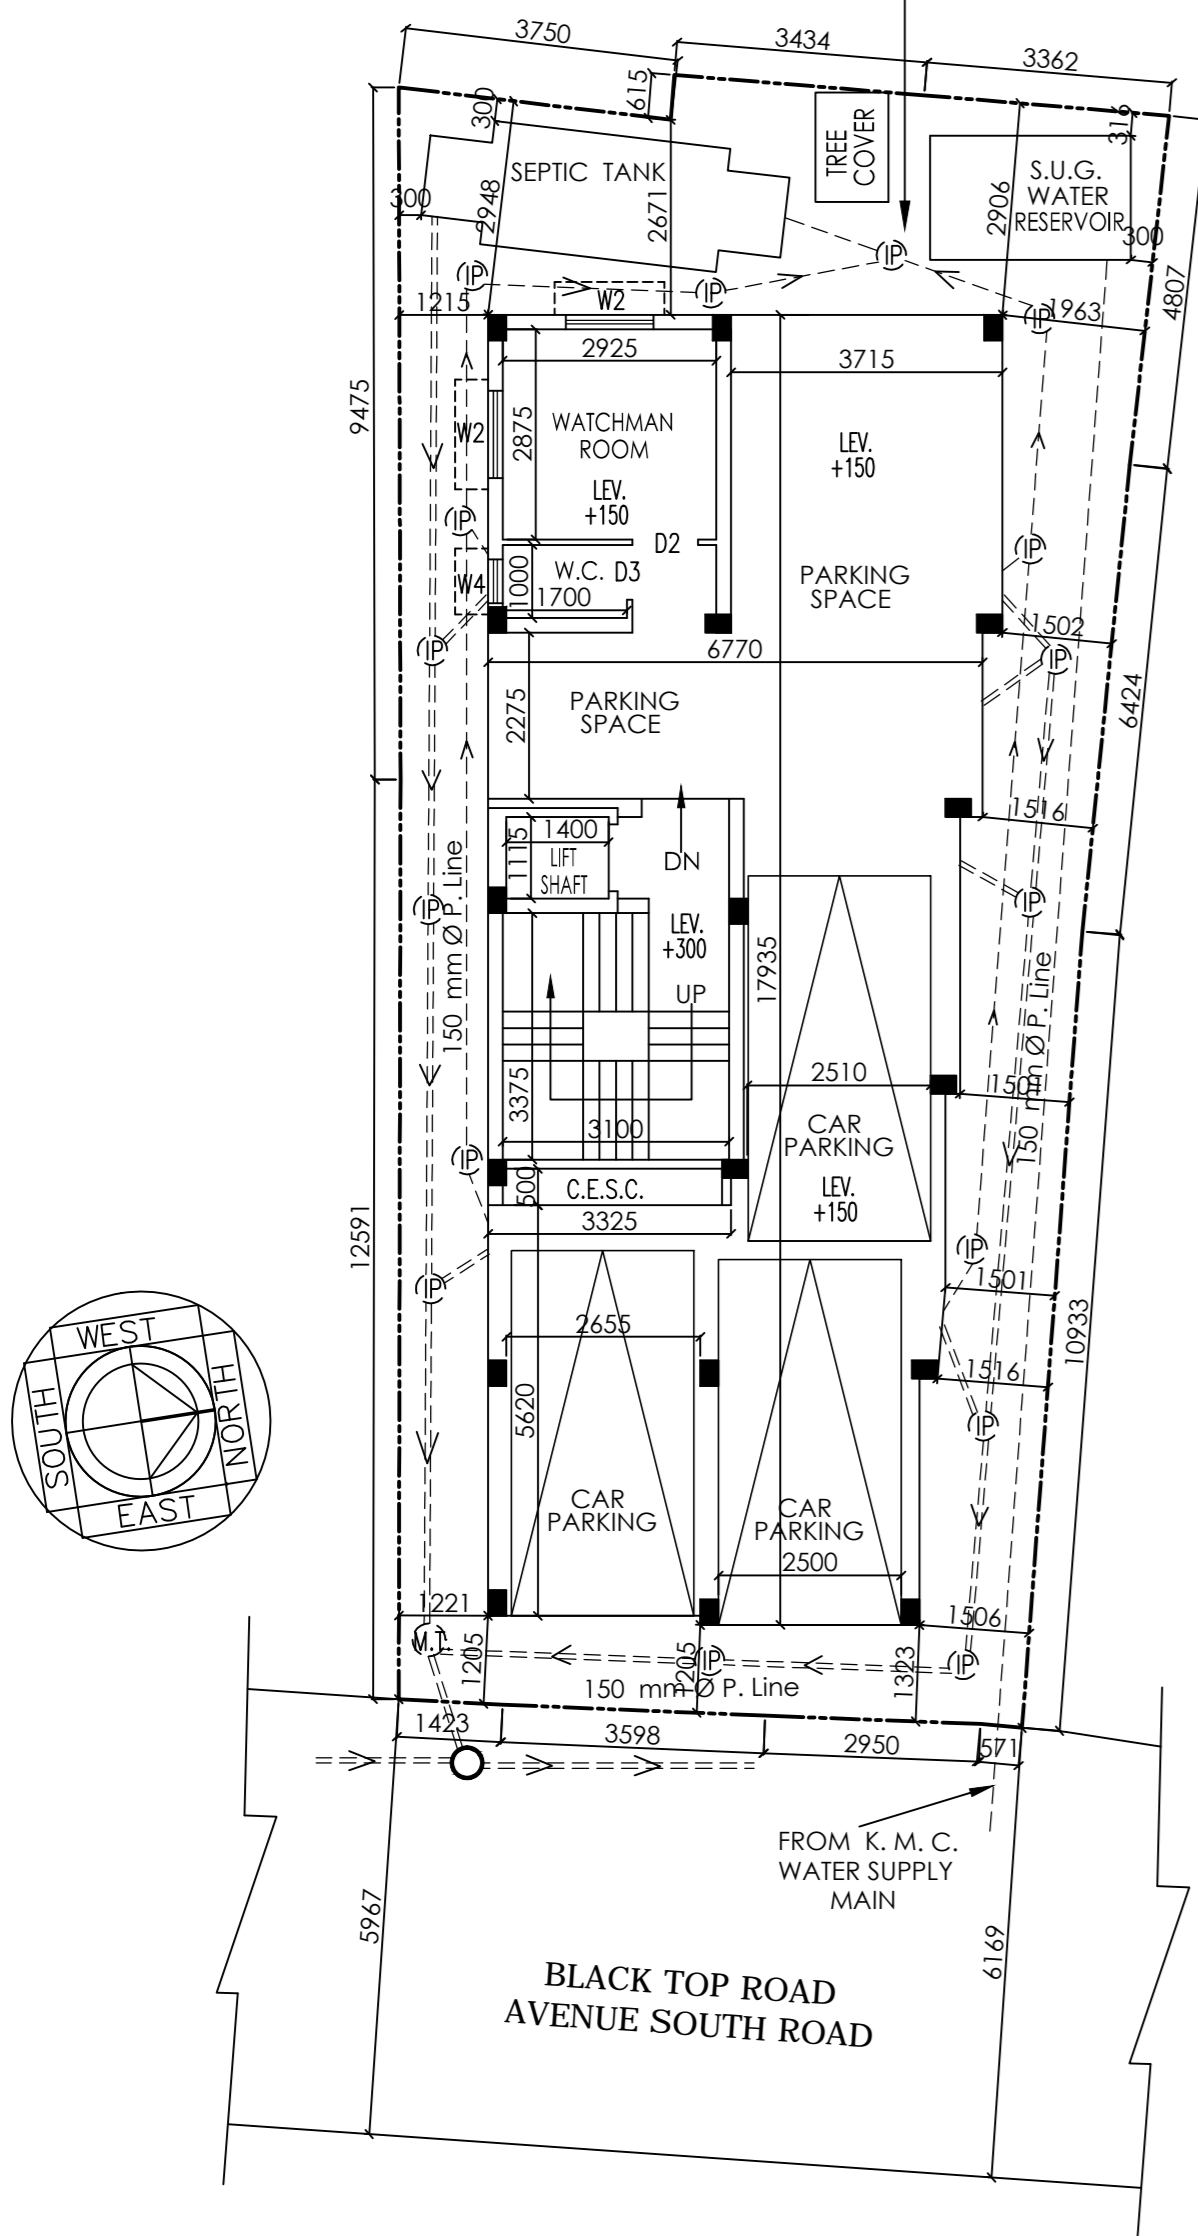 3750
3434
3362
615
300
316
TREE
COVER
SEPTIC TANK
S.U.G.
WATER
RESERVOIR
300
2948
2671
2906
300
4807
IP
IP
IP
IP
1215
W2
1963
2925
3715
9475
2875
WATCHMAN
ROOM
W2
LEV.
+150
LEV.
+150
IP
D2
IP
W4
1000
W.C. D3
1700
PARKING
SPACE
IP
1502
IP
6770
6424
2275
PARKING
SPACE
1516
1400
1115
LIFT
SHAFT
DN
150 mm Ø P. Line
IP
IP
LEV.
+300
17935
UP
150 mm Ø P. Line
2510
1501
3375
3100
CAR
PARKING
IP
500
C.E.S.C.
LEV.
+150
3325
12591
IP
IP
1501
WEST
SOUTH
NORTH
EAST
2655
10933
5620
1516
IP
CAR
PARKING
CAR
PARKING
2500
1221
1506
M.T.
1205
1205
IP
1323
IP
150 mm Ø P. Line
1423
3598
2950
571
FROM K. M. C.
WATER SUPPLY
MAIN
5967
6169
BLACK TOP ROAD
AVENUE SOUTH ROAD